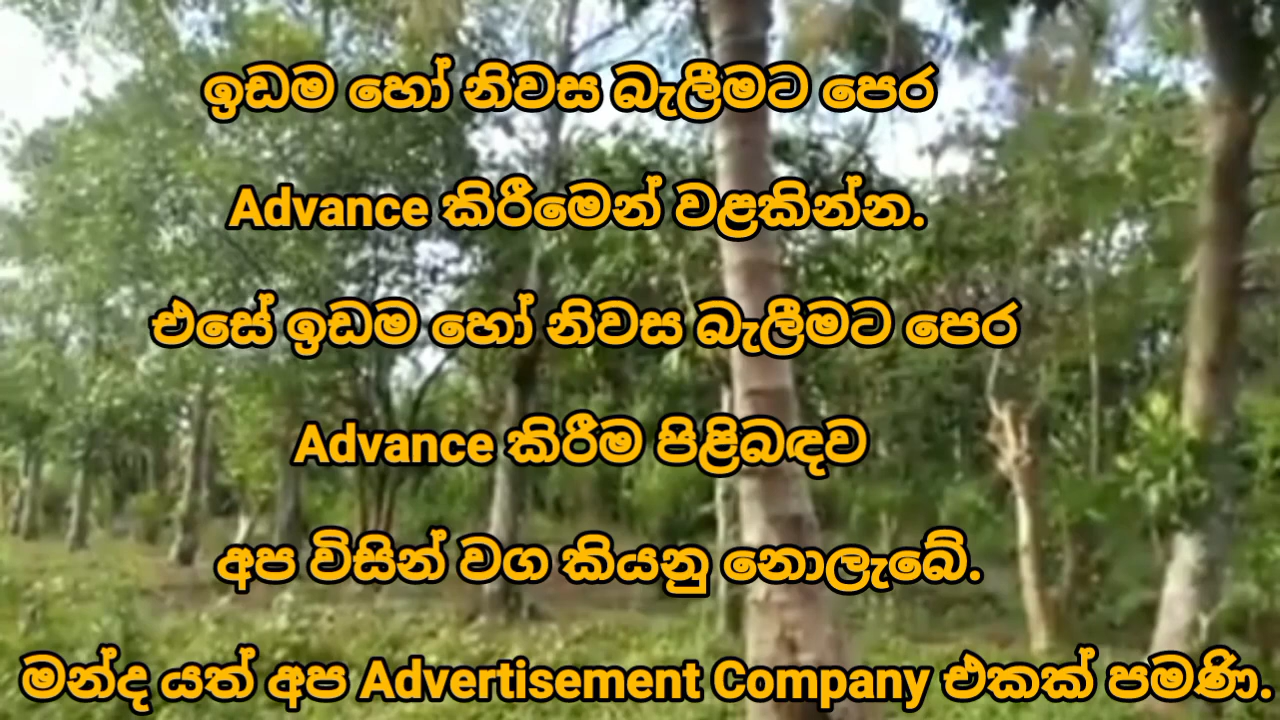 ඉඩම හෝ නිවස බැලීමට පෙර
Advance කිරීමෙන් වළකින්න.
එසේ ඉඩම හෝ නිවස බැලීමට පෙර
Advance කිරීම පිළිබඳව
අප විසින් වග කියනු නොලැබේ.
මන්ද යත් අප Advertisement Company එකක් පමණි.